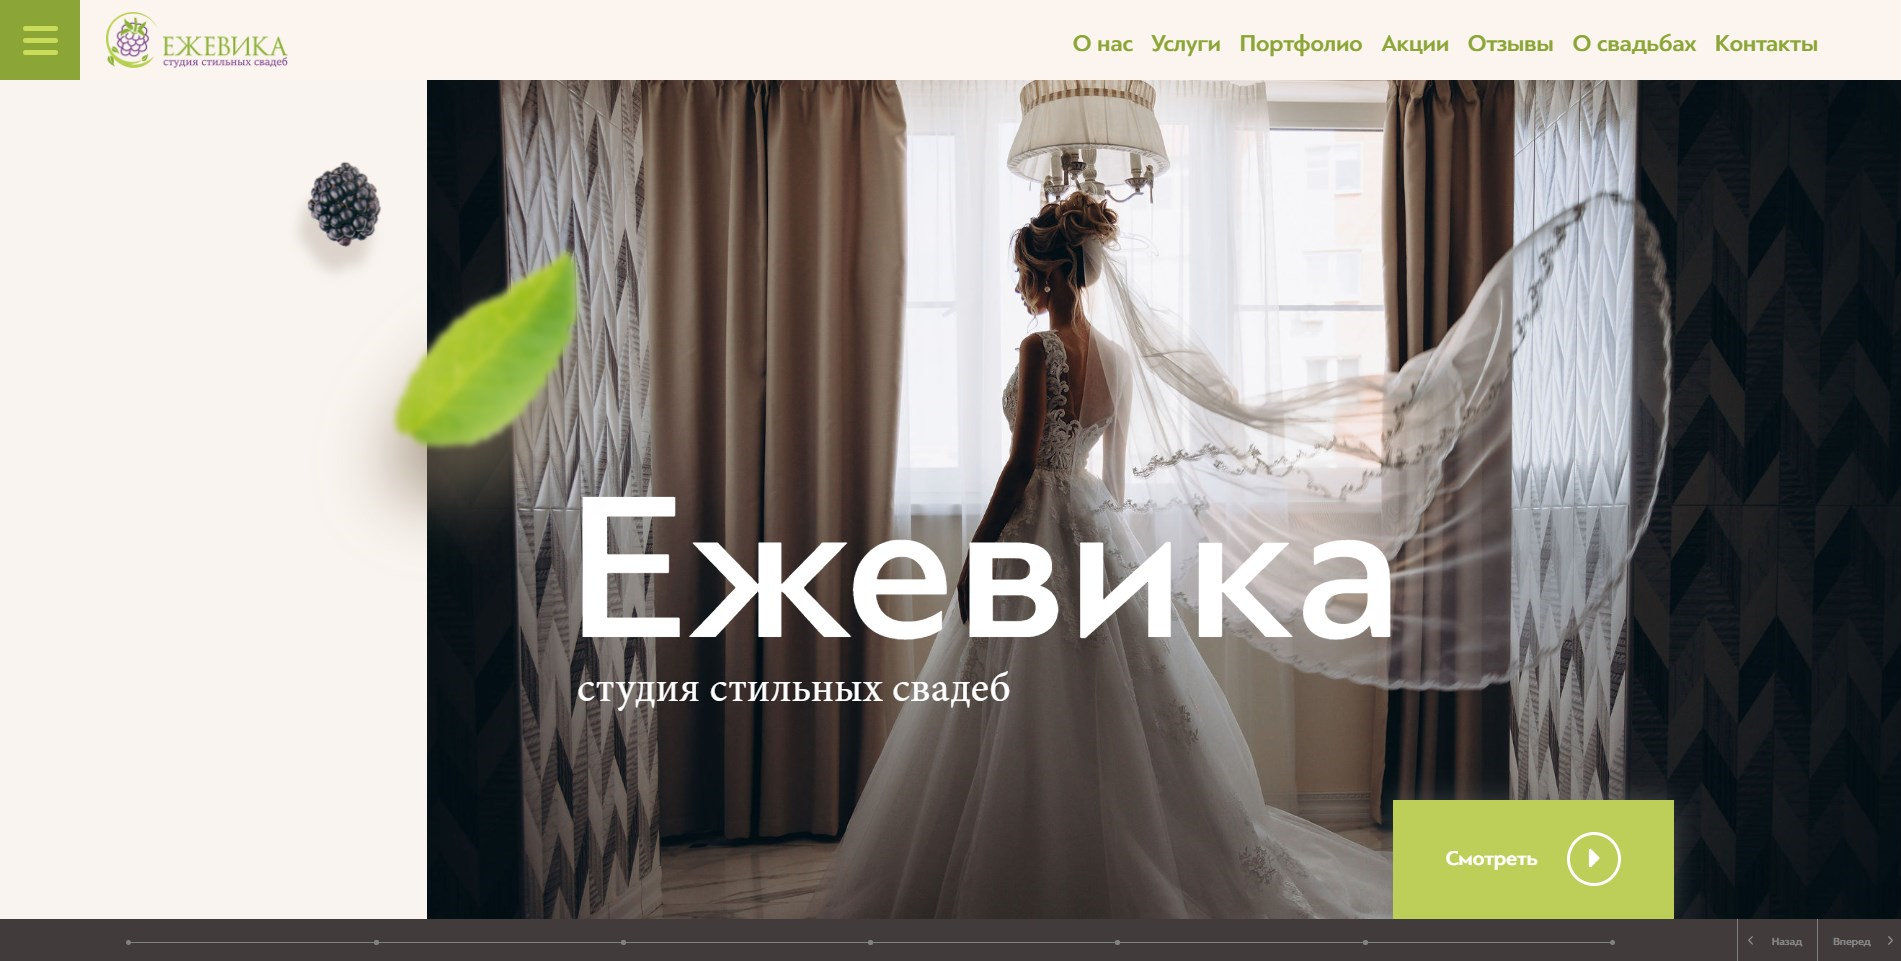 ЕЖЕВИКА
студия стильных свадеб
О нас Услуги Портфолио Акции Отзывы О свадьбах Контакты
Ежевика
студия стильных свадеб
Смотреть
Назад Вперед